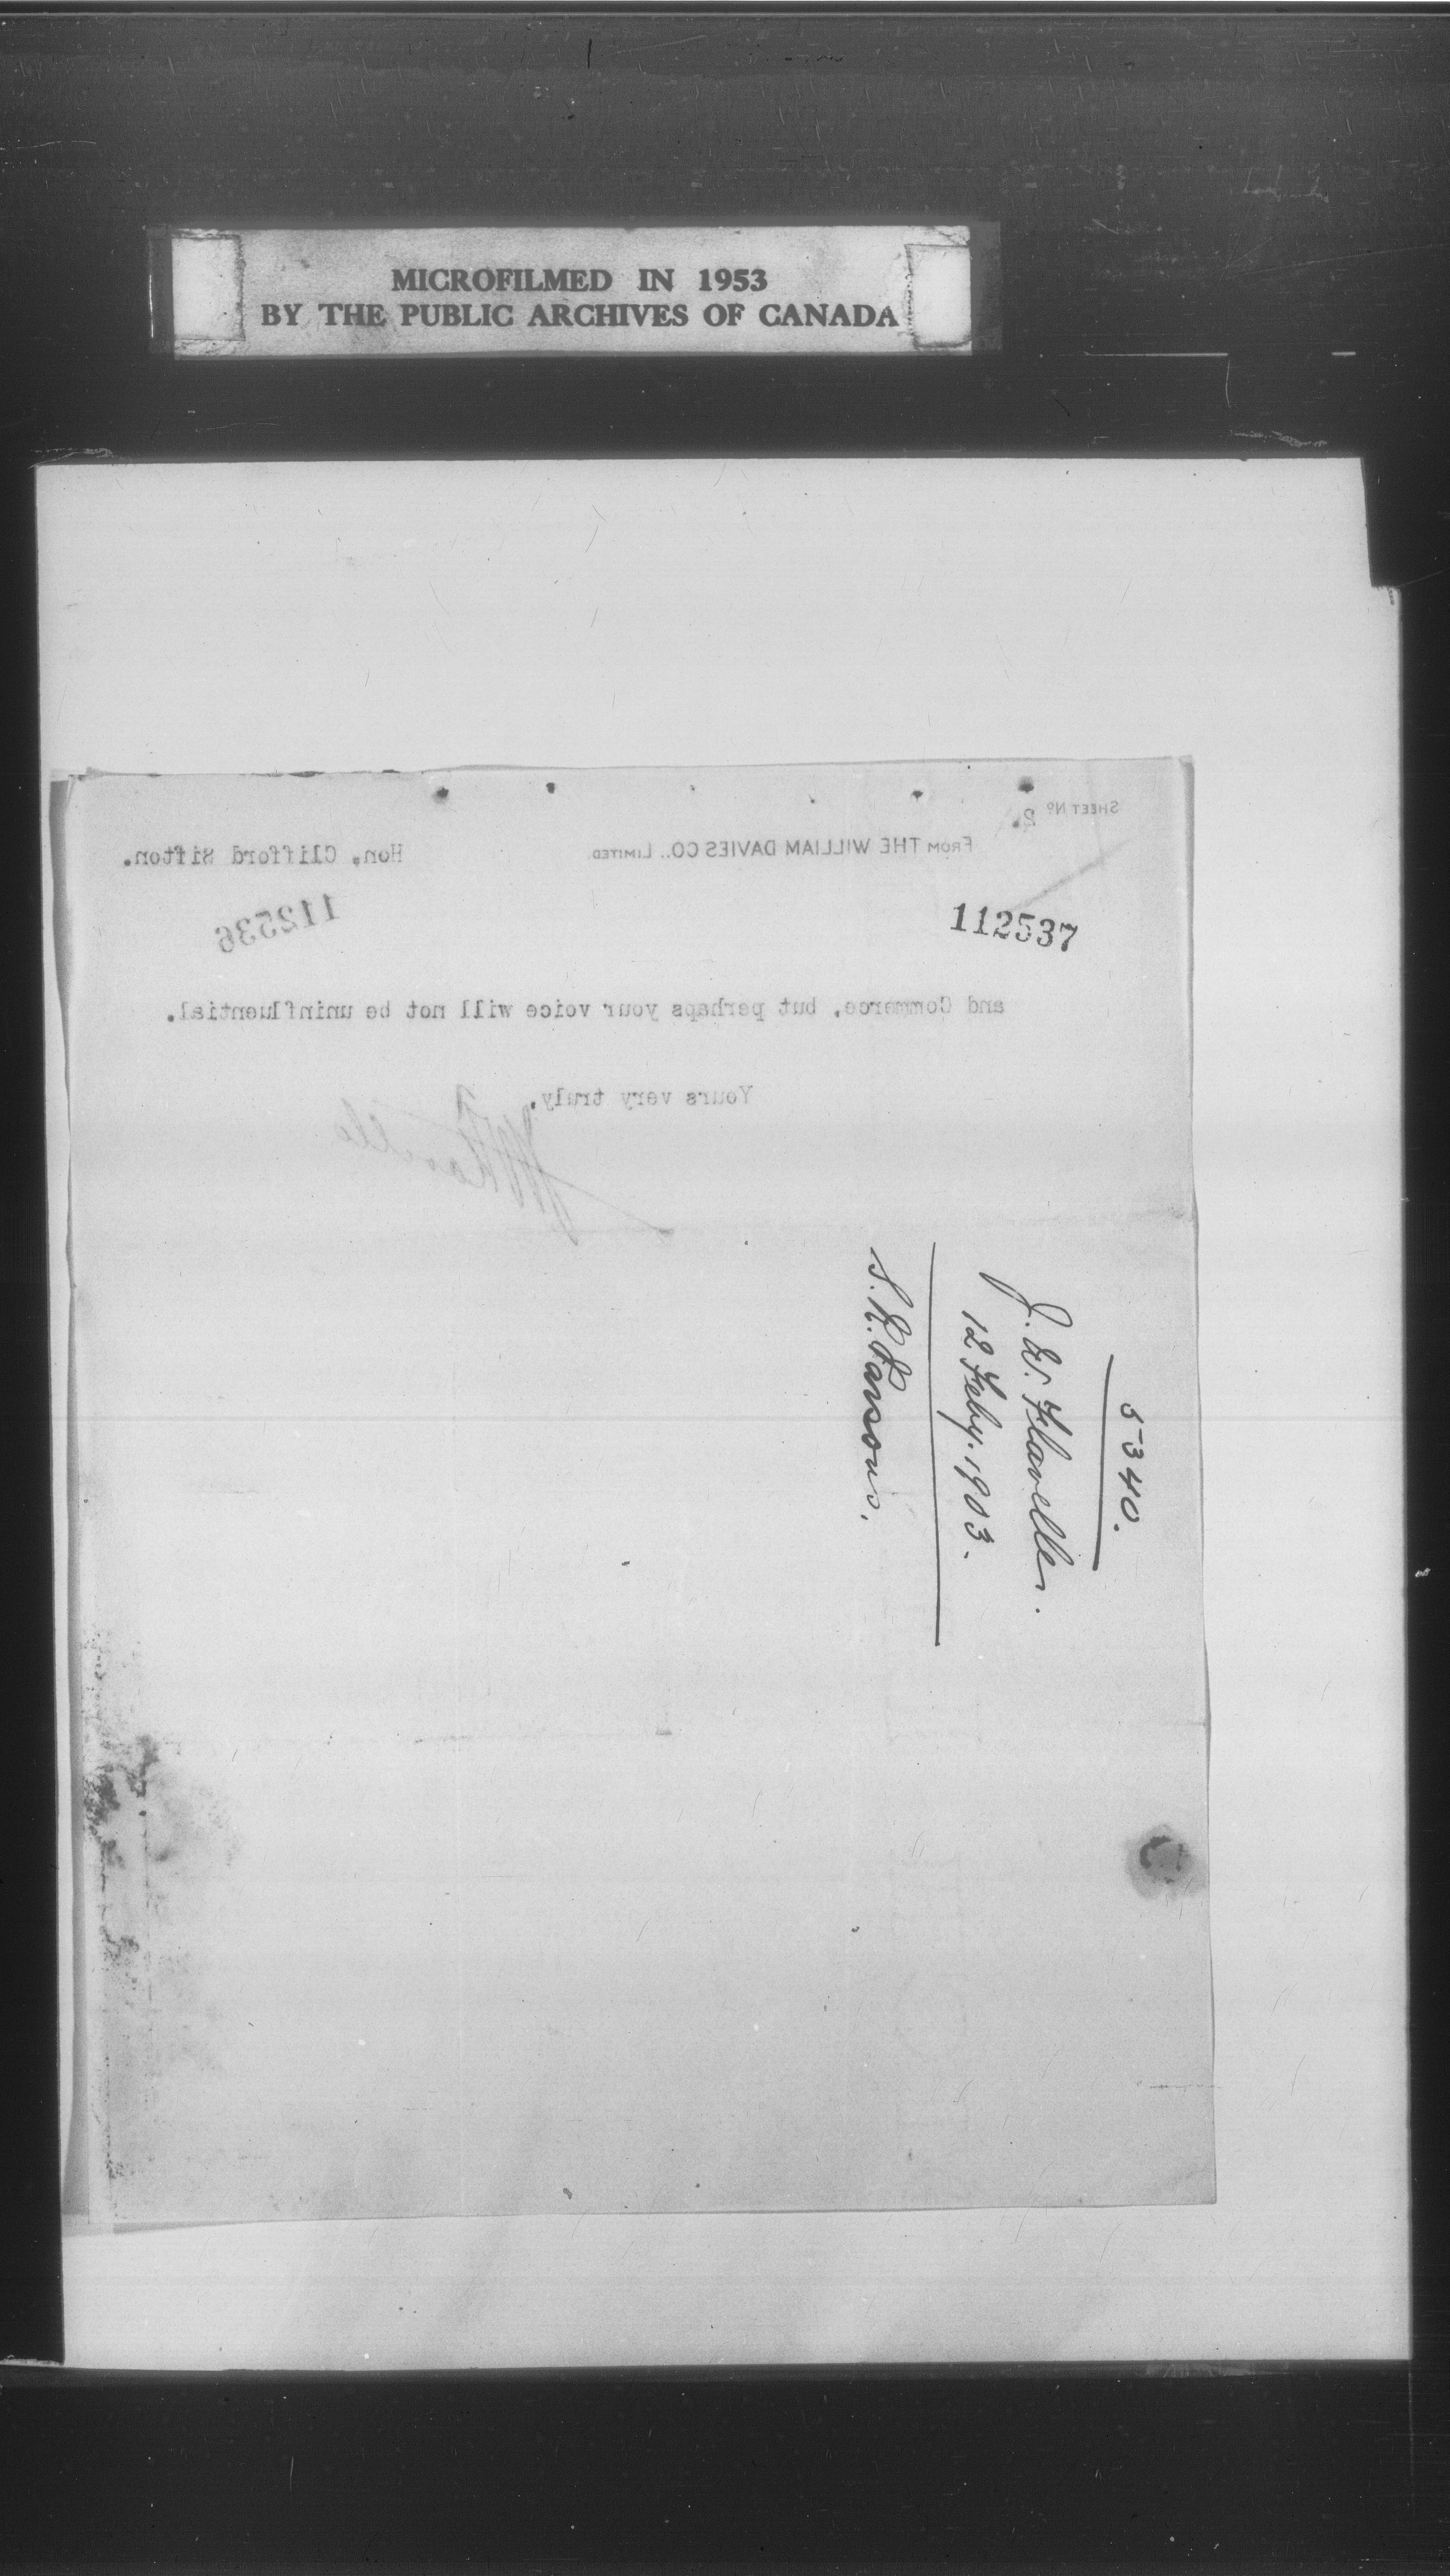 MICROFILMED IN 1953
BY THE PUBLIC ARCHIVES OF CANADA
SHEET No 2.
FROM THE WILLIAM DAVIES CO., LIMITED
Hon. Clifford Sifton.
112536
112537
and Commerce, but perhaps your voice will not be uninfluential.
Yours very truly,
JWFlavelle
5340.
J. W. Flavelle.
12 Feby. 1903.
S. R. Parsons.